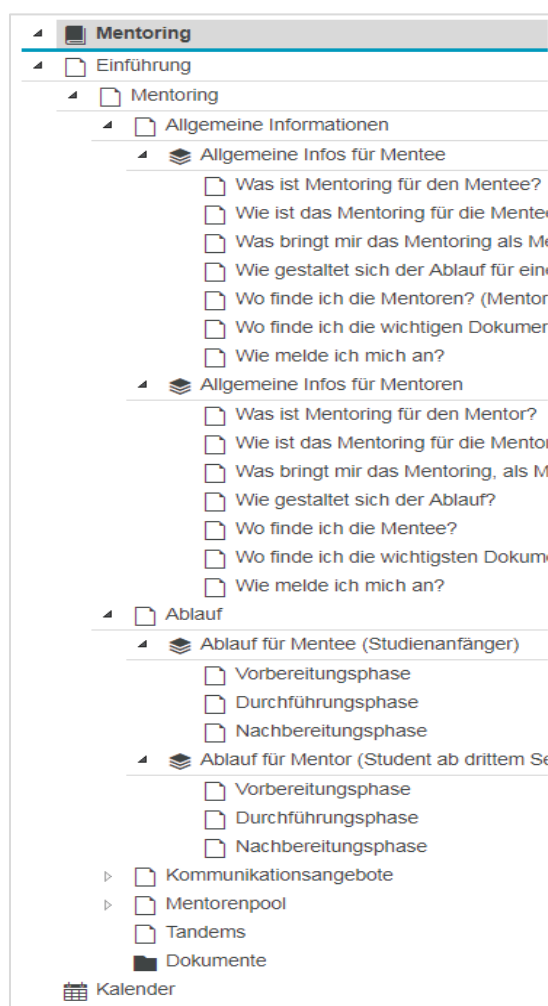 Mentoring
Einführung
Mentoring
Allgemeine Informationen
Allgemeine Infos für Mentee
Was ist Mentoring für den Mentee?
Wie ist das Mentoring für die Mentee
Was bringt mir das Mentoring als Me
Wie gestaltet sich der Ablauf für eine
Wo finde ich die Mentoren? (Mentor
Wo finde ich die wichtigen Dokumen
Wie melde ich mich an?
Allgemeine Infos für Mentoren
Was ist Mentoring für den Mentor?
Wie ist das Mentoring für die Mentor
Was bringt mir das Mentoring, als M
Wie gestaltet sich der Ablauf?
Wo finde ich die Mentee?
Wo finde ich die wichtigsten Dokume
Wie melde ich mich an?
Ablauf
Ablauf für Mentee (Studienanfänger)
Vorbereitungsphase
Durchführungsphase
Nachbereitungsphase
Ablauf für Mentor (Student ab drittem Se
Vorbereitungsphase
Durchführungsphase
Nachbereitungsphase
Kommunikationsangebote
Mentorenpool
Tandems
Dokumente
Kalender